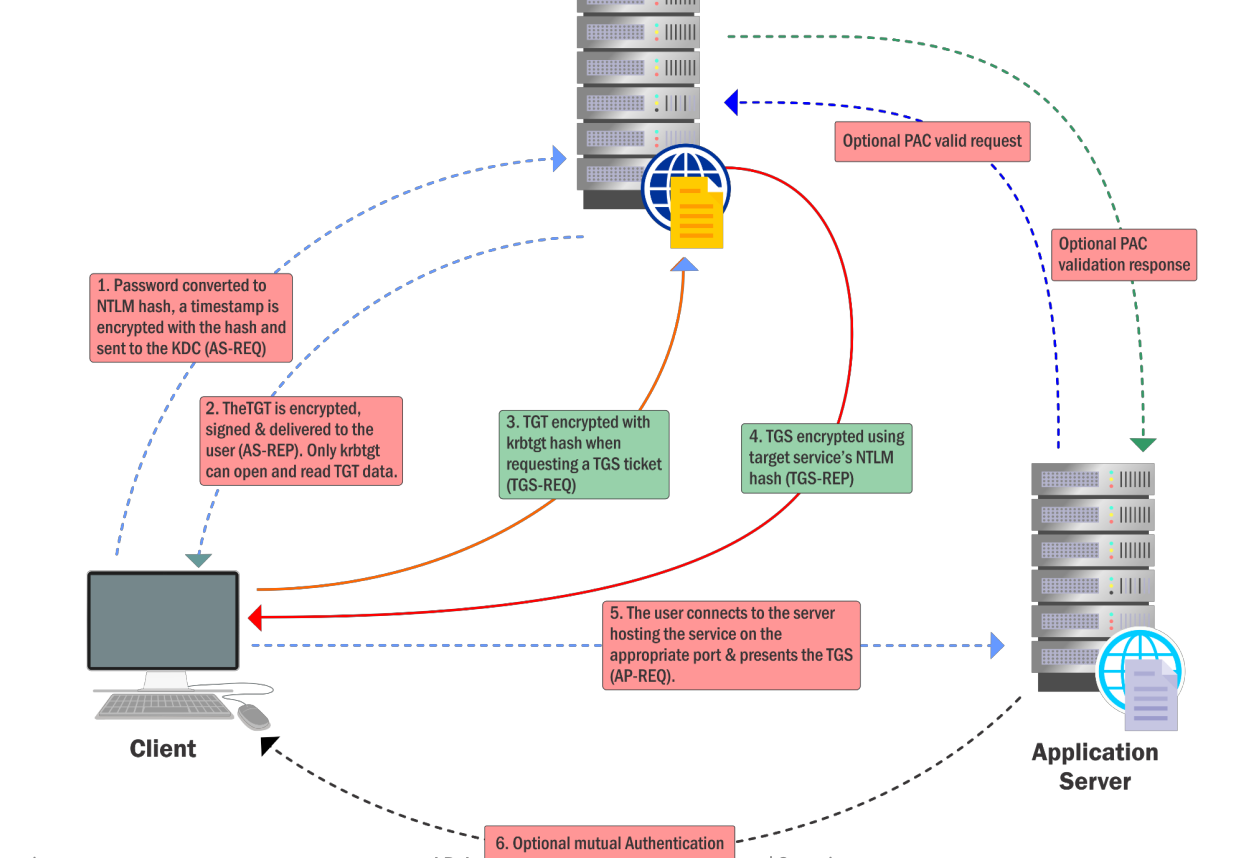 Optional PAC valid request
Optional PAC
validation response
1. Password converted to
NTLM hash, a timestamp is
encrypted with the hash and
sent to the KDC (AS-REQ)
2. TheTGT is encrypted,
signed & delivered to the
user (AS-REP). Only krbtgt
can open and read TGT data.
3. TGT encrypted with
krbtgt hash when
requesting a TGS ticket
(TGS-REQ)
4. TGS encrypted using
target service’s NTLM
hash (TGS-REP)
5. The user connects to the server
hosting the service on the
appropriate port & presents the TGS
(AP-REQ).
Client
Application
Server
6. Optional mutual Authentication